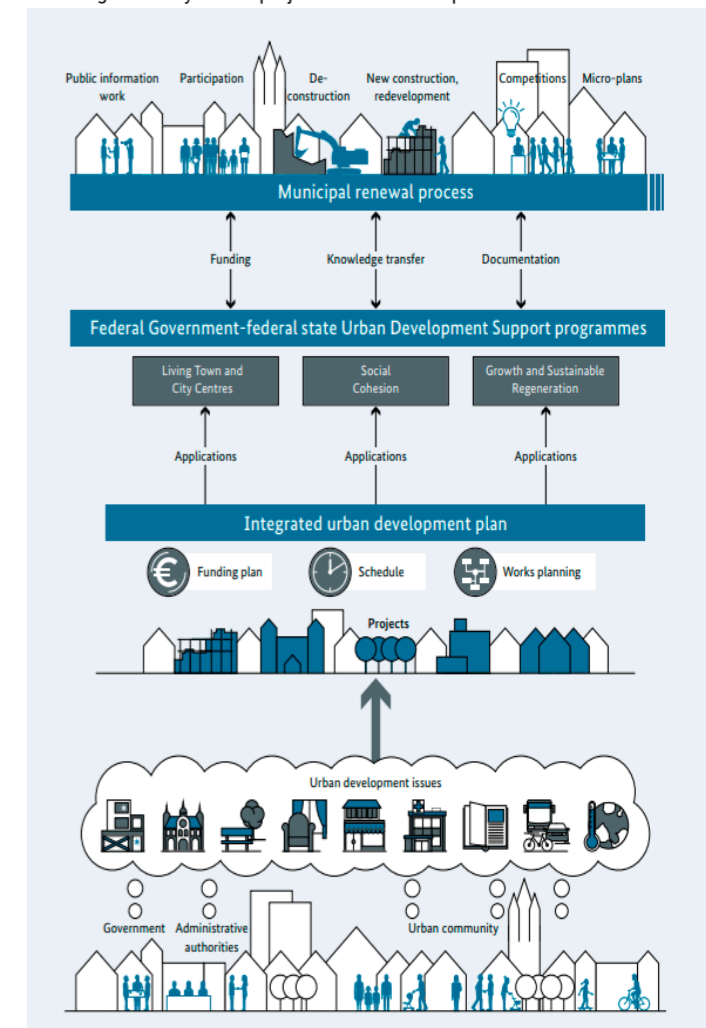 Public information
work
Participation
De-
construction
New construction,
redevelopment
Competitions
Micro-plans
Municipal renewal process
Funding
Knowledge transfer
Documentation
Federal Government-federal state Urban Development Support programmes
Living Town and
City Centres
Social
Cohesion
Growth and Sustainable
Regeneration
Applications
Applications
Applications
Integrated urban development plan
Funding plan
Schedule
Works planning
Projects
Urban development issues
Government
Administrative
authorities
Urban community